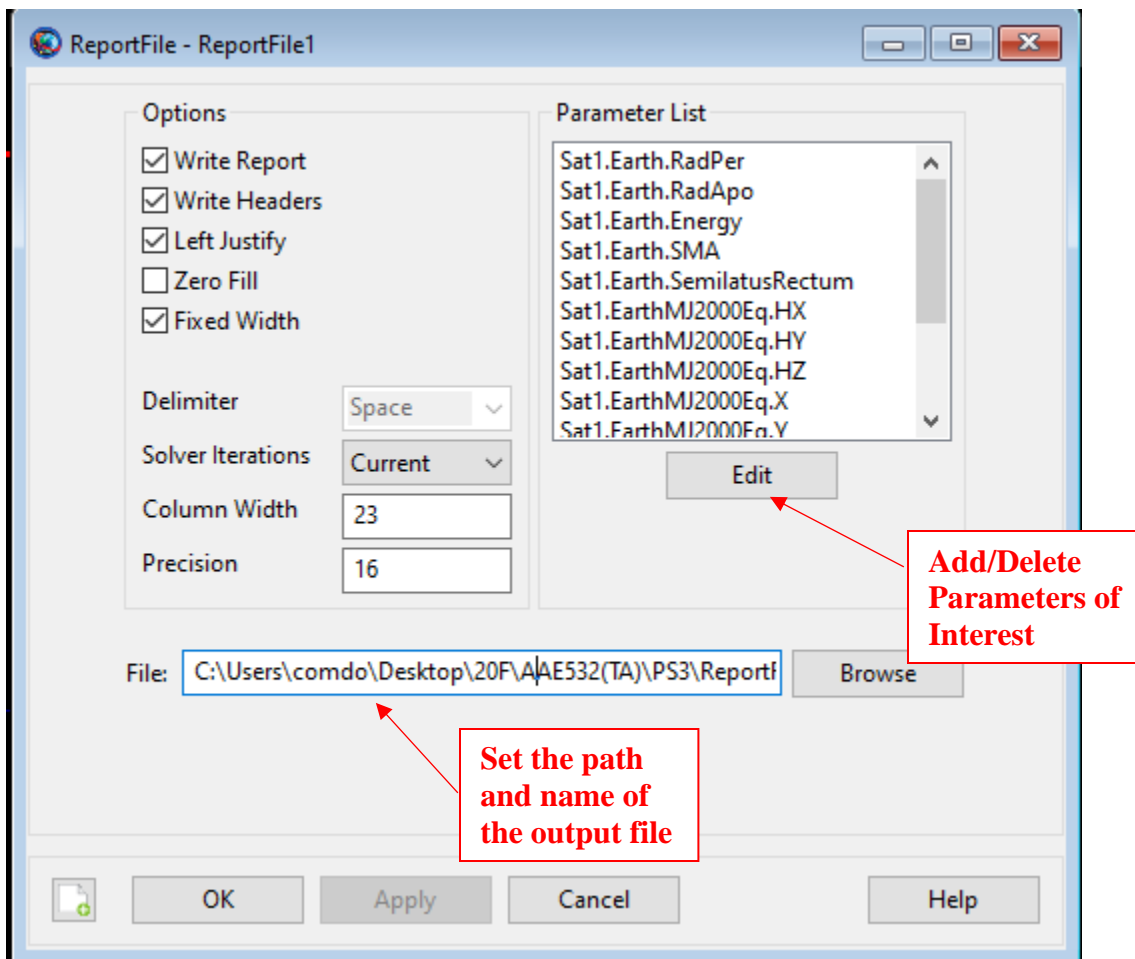 ReportFile - ReportFile1
Options
Write Report
Write Headers
Left Justify
Zero Fill
Fixed Width
Delimiter
Space
Solver Iterations
Current
Column Width
23
Precision
16
Parameter List
Sat1.Earth.RadPer
Sat1.Earth.RadApo
Sat1.Earth.Energy
Sat1.Earth.SMA
Sat1.Earth.SemilatusRectum
Sat1.EarthMJ2000Eq.HX
Sat1.EarthMJ2000Eq.HY
Sat1.EarthMJ2000Eq.HZ
Sat1.EarthMJ2000Eq.X
Sat1.EarthMJ2000Eq.Y
Edit
Add/Delete
Parameters of
Interest
File:
C:\Users\comdo\Desktop\20F\AAE532(TA)\PS3\ReportF
Browse
Set the path
and name of
the output file
OK
Apply
Cancel
Help